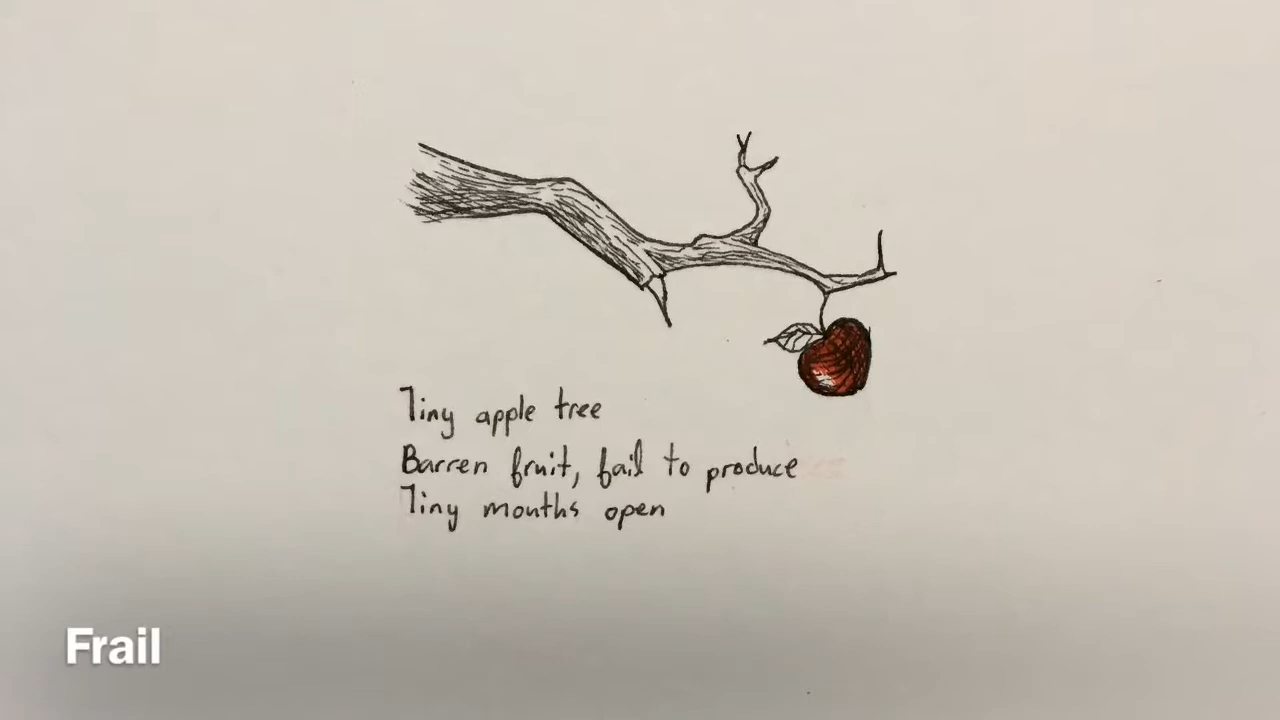 Tiny apple tree
Barren fruit, fail to produce
Tiny mouths open
Frail